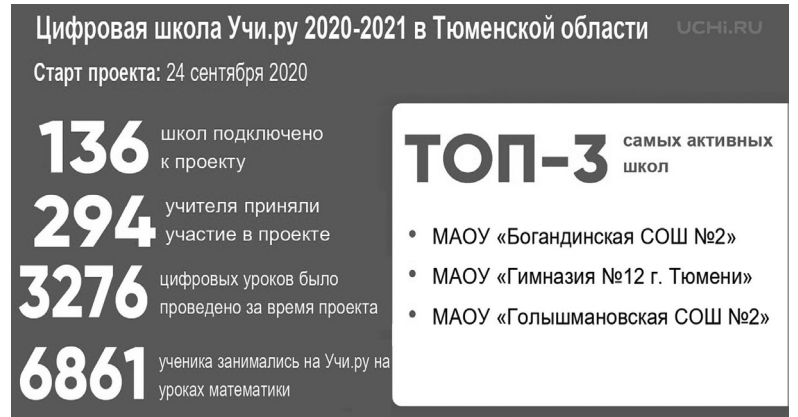 Цифровая школа Учи.ру 2020-2021 в Тюменской области
UCHi.RU
Старт проекта: 24 сентября 2020
136
школ подключено
к проекту
294
учителя приняли
участие в проекте
3276
цифровых уроков было
проведено за время проекта
6861
ученика занимались на Учи.ру на
уроках математики
ТОП-3
самых активных
школ
• МАОУ «Богандинская СОШ №2»
• МАОУ «Гимназия №12 г. Тюмени»
• МАОУ «Голышмановская СОШ №2»